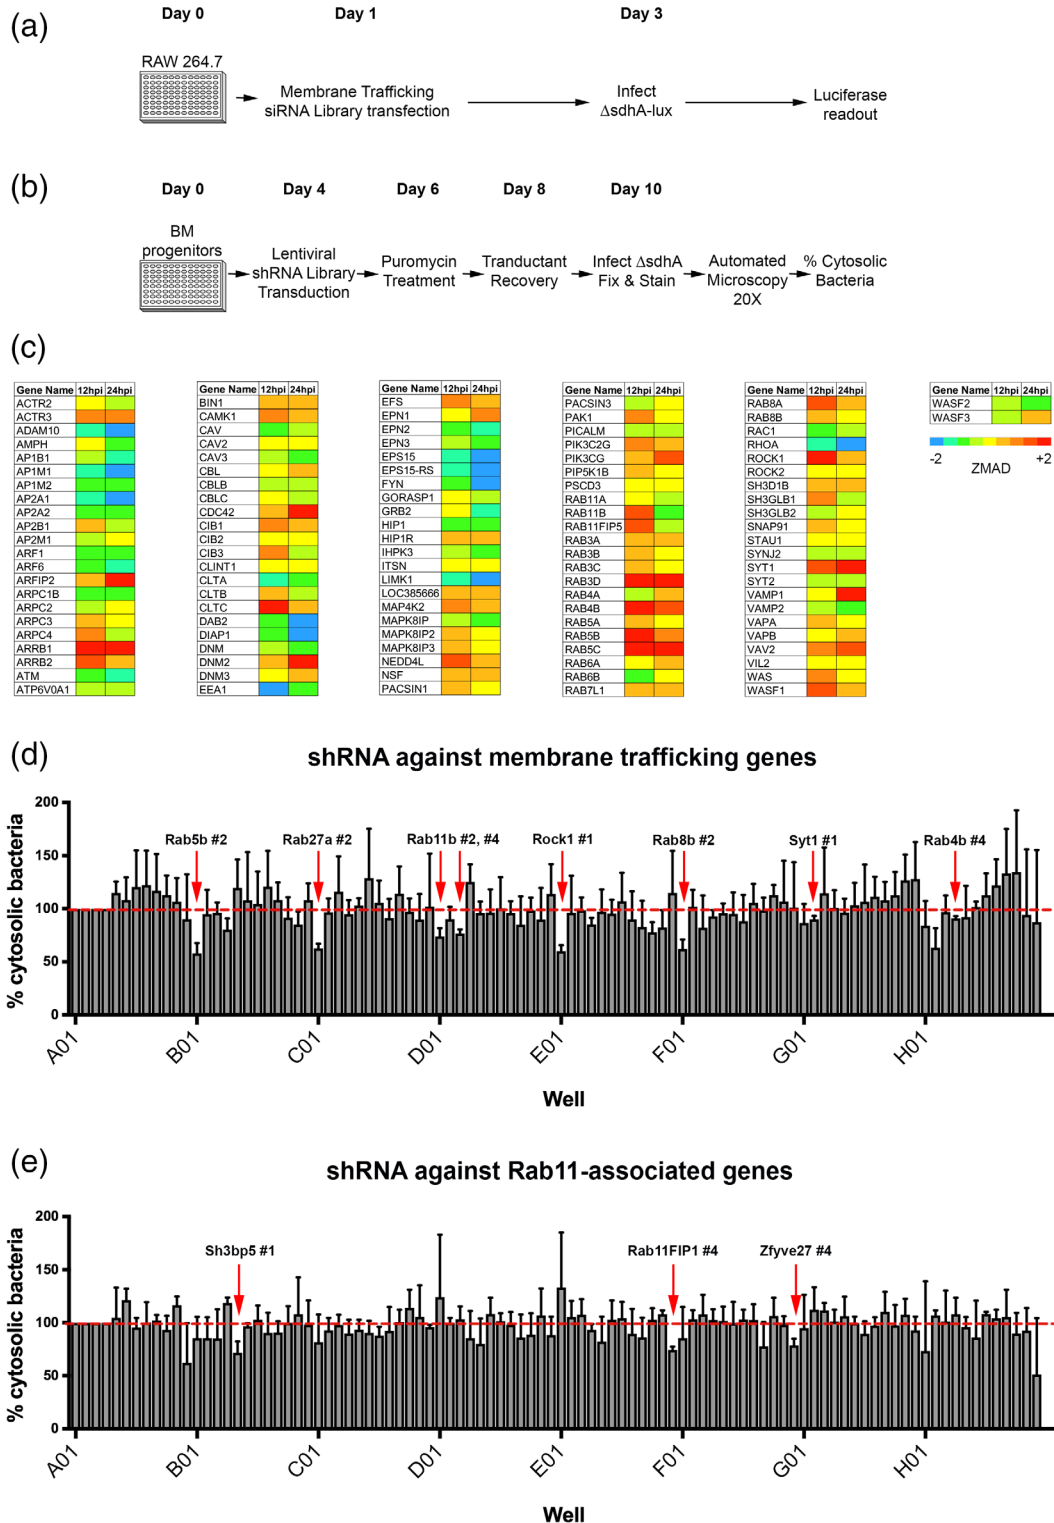 (a)
Day 0
Day 1
Day 3
RAW 264.7
Membrane Trafficking
siRNA Library transfection
Infect
ΔsdhA-lux
Luciferase
readout
(b)
Day 0
Day 4
Day 6
Day 8
Day 10
BM
progenitors
Lentiviral
shRNA Library
Transduction
Puromycin
Treatment
Tranductant
Recovery
Infect ΔsdhA
Fix & Stain
Automated
Microscopy
20X
% Cytosolic
Bacteria
(c)
Gene Name 12hpi 24hpi
ACTR2
ACTR3
ADAM10
AMPH
AP1B1
AP1M1
AP1M2
AP2A1
AP2A2
AP2B1
AP2M1
ARF1
ARF6
ARFIP2
ARPC1B
ARPC2
ARPC3
ARPC4
ARRB1
ARRB2
ATM
ATP6V0A1
Gene Name 12hpi 24hpi
BIN1
CAMK1
CAV
CAV2
CAV3
CBL
CBLB
CBLC
CDC42
CIB1
CIB2
CIB3
CLINT1
CLTA
CLTB
CLTC
DAB2
DIAP1
DNM
DNM2
DNM3
EEA1
Gene Name 12hpi 24hpi
EFS
EPN1
EPN2
EPN3
EPS15
EPS15-RS
FYN
GORASP1
GRB2
HIP1
HIP1R
IHPK3
ITSN
LIMK1
LOC385666
MAP4K2
MAPK8IP
MAPK8IP2
MAPK8IP3
NEDD4L
NSF
PACSIN1
Gene Name 12hpi 24hpi
PACSIN3
PAK1
PICALM
PIK3C2G
PIK3CG
PIP5K1B
PSCD3
RAB11A
RAB11B
RAB11FIP5
RAB3A
RAB3B
RAB3C
RAB3D
RAB4A
RAB4B
RAB5A
RAB5B
RAB5C
RAB6A
RAB6B
RAB7L1
Gene Name 12hpi 24hpi
RAB8A
RAB8B
RAC1
RHOA
ROCK1
ROCK2
SH3D1B
SH3GLB1
SH3GLB2
SNAP91
STAU1
SYNJ2
SYT1
SYT2
VAMP1
VAMP2
VAPA
VAPB
VAV2
VIL2
WAS
WASF1
Gene Name 12hpi 24hpi
WASF2
WASF3
-2 ZMAD +2
(d)
shRNA against membrane trafficking genes
% cytosolic bacteria
200
150
100
50
0
Rab5b #2
Rab27a #2
Rab11b #2, #4
Rock1 #1
Rab8b #2
Syt1 #1
Rab4b #4
A01 B01 C01 D01 E01 F01 G01 H01
Well
(e)
shRNA against Rab11-associated genes
% cytosolic bacteria
200
150
100
50
0
Sh3bp5 #1
Rab11FIP1 #4
Zfyve27 #4
A01 B01 C01 D01 E01 F01 G01 H01
Well